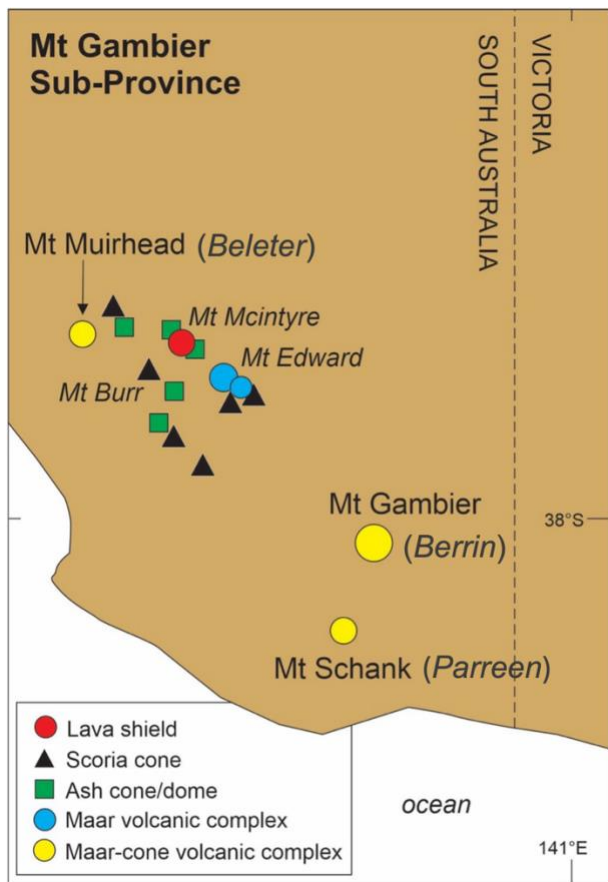 Mt Gambier
Sub-Province
SOUTH AUSTRALIA
VICTORIA
Mt Muirhead (Beleter)
Mt Mcintyre
Mt Edward
Mt Burr
Mt Gambier
38°S
(Berrin)
Mt Schank (Parreen)
Lava shield
Scoria cone
Ash cone/dome
Maar volcanic complex
Maar-cone volcanic complex
ocean
141°E